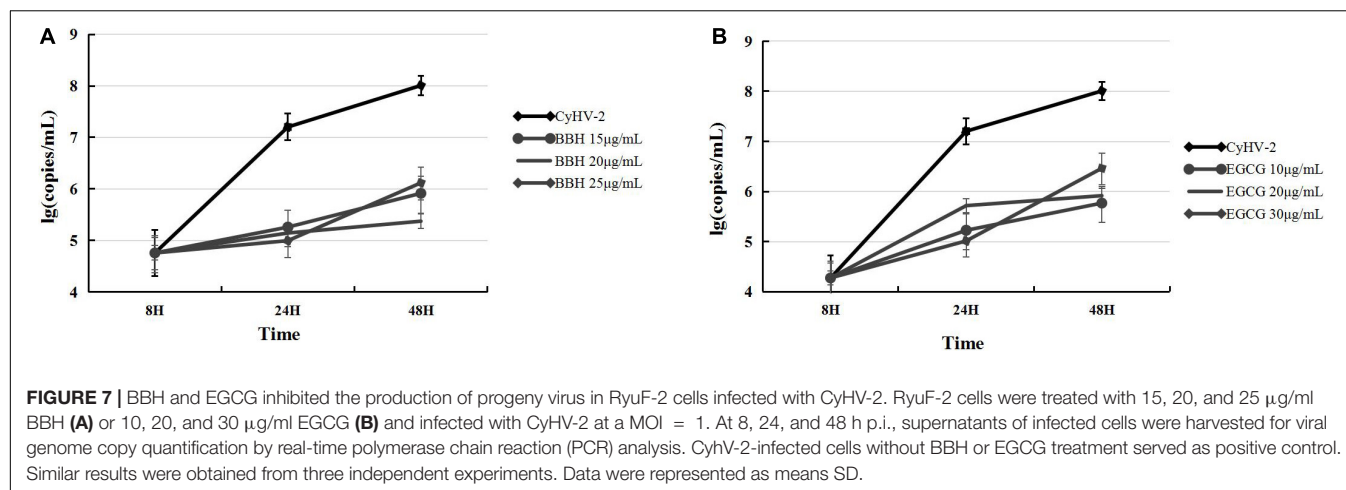 A
9
8
7
6
5
4
lg(copies/mL)
8H 24H 48H
Time
CyHV-2
BBH 15µg/mL
BBH 20µg/mL
BBH 25µg/mL
B
9
8
7
6
5
4
lg(copies/mL)
8H 24H 48H
Time
CyHV-2
EGCG 10µg/mL
EGCG 20µg/mL
EGCG 30µg/mL
FIGURE 7 | BBH and EGCG inhibited the production of progeny virus in RyuF-2 cells infected with CyHV-2. RyuF-2 cells were treated with 15, 20, and 25 µg/ml
BBH (A) or 10, 20, and 30 µg/ml EGCG (B) and infected with CyHV-2 at a MOI = 1. At 8, 24, and 48 h p.i., supernatants of infected cells were harvested for viral
genome copy quantification by real-time polymerase chain reaction (PCR) analysis. CyhV-2-infected cells without BBH or EGCG treatment served as positive control.
Similar results were obtained from three independent experiments. Data were represented as means SD.